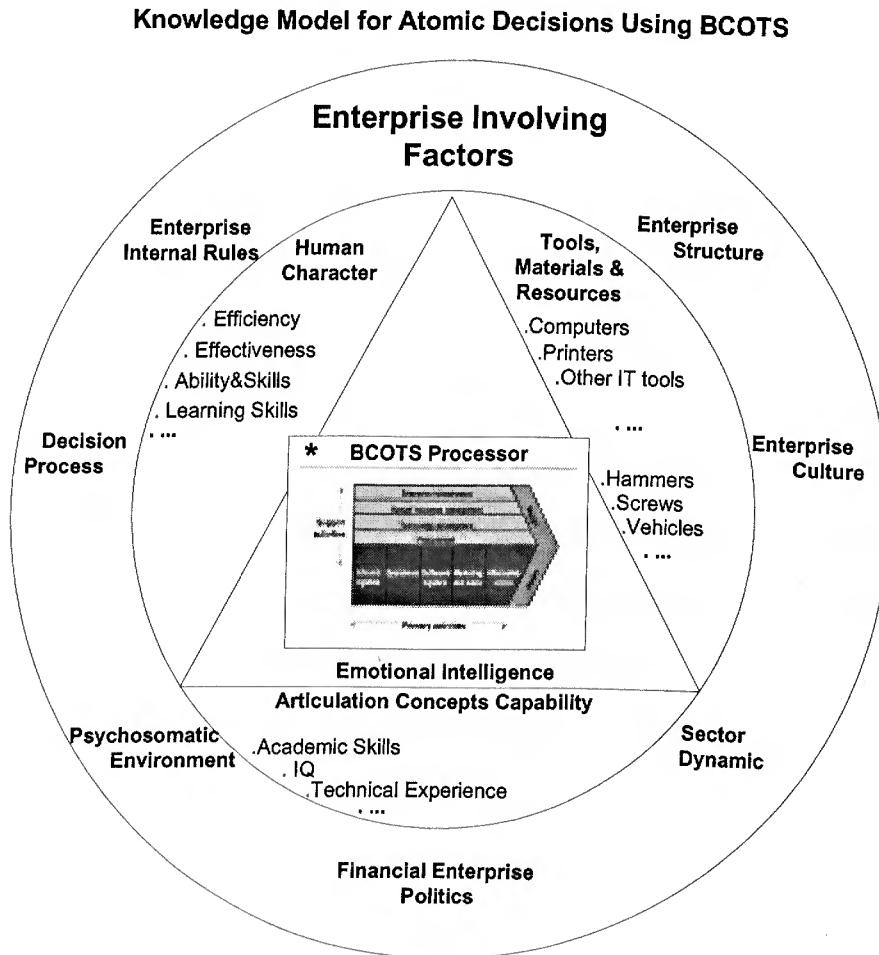 Knowledge Model for Atomic Decisions Using BCOTS
Enterprise Involving
Factors
Enterprise
Internal Rules
Human
Character
. Efficiency
. Effectiveness
. Ability&Skills
. Learning Skills
. ...
Tools,
Materials &
Resources
.Computers
.Printers
.Other IT tools
. ...
.Hammers
.Screws
.Vehicles
. ...
Enterprise
Structure
Decision
Process
Enterprise
Culture
* BCOTS Processor
Primary activities
Emotional Intelligence
Articulation Concepts Capability
.Academic Skills
. IQ
.Technical Experience
. ...
Psychosomatic
Environment
Sector
Dynamic
Financial Enterprise
Politics